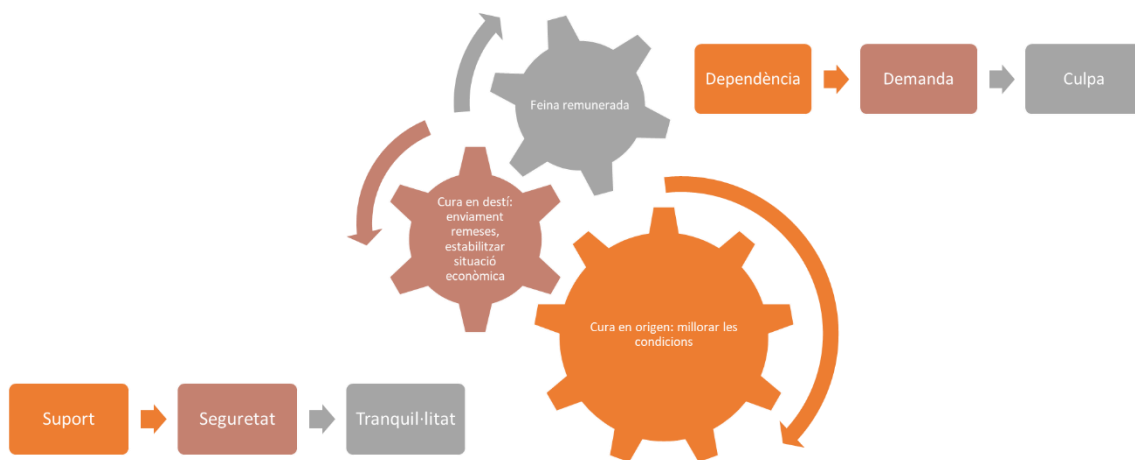 Feina remunerada
Dependència
Demanda
Culpa
Cura en destí:
enviament
remeses,
estabilitzar
situació
econòmica
Cura en origen: millorar les
condicions
Suport
Seguretat
Tranquil·litat